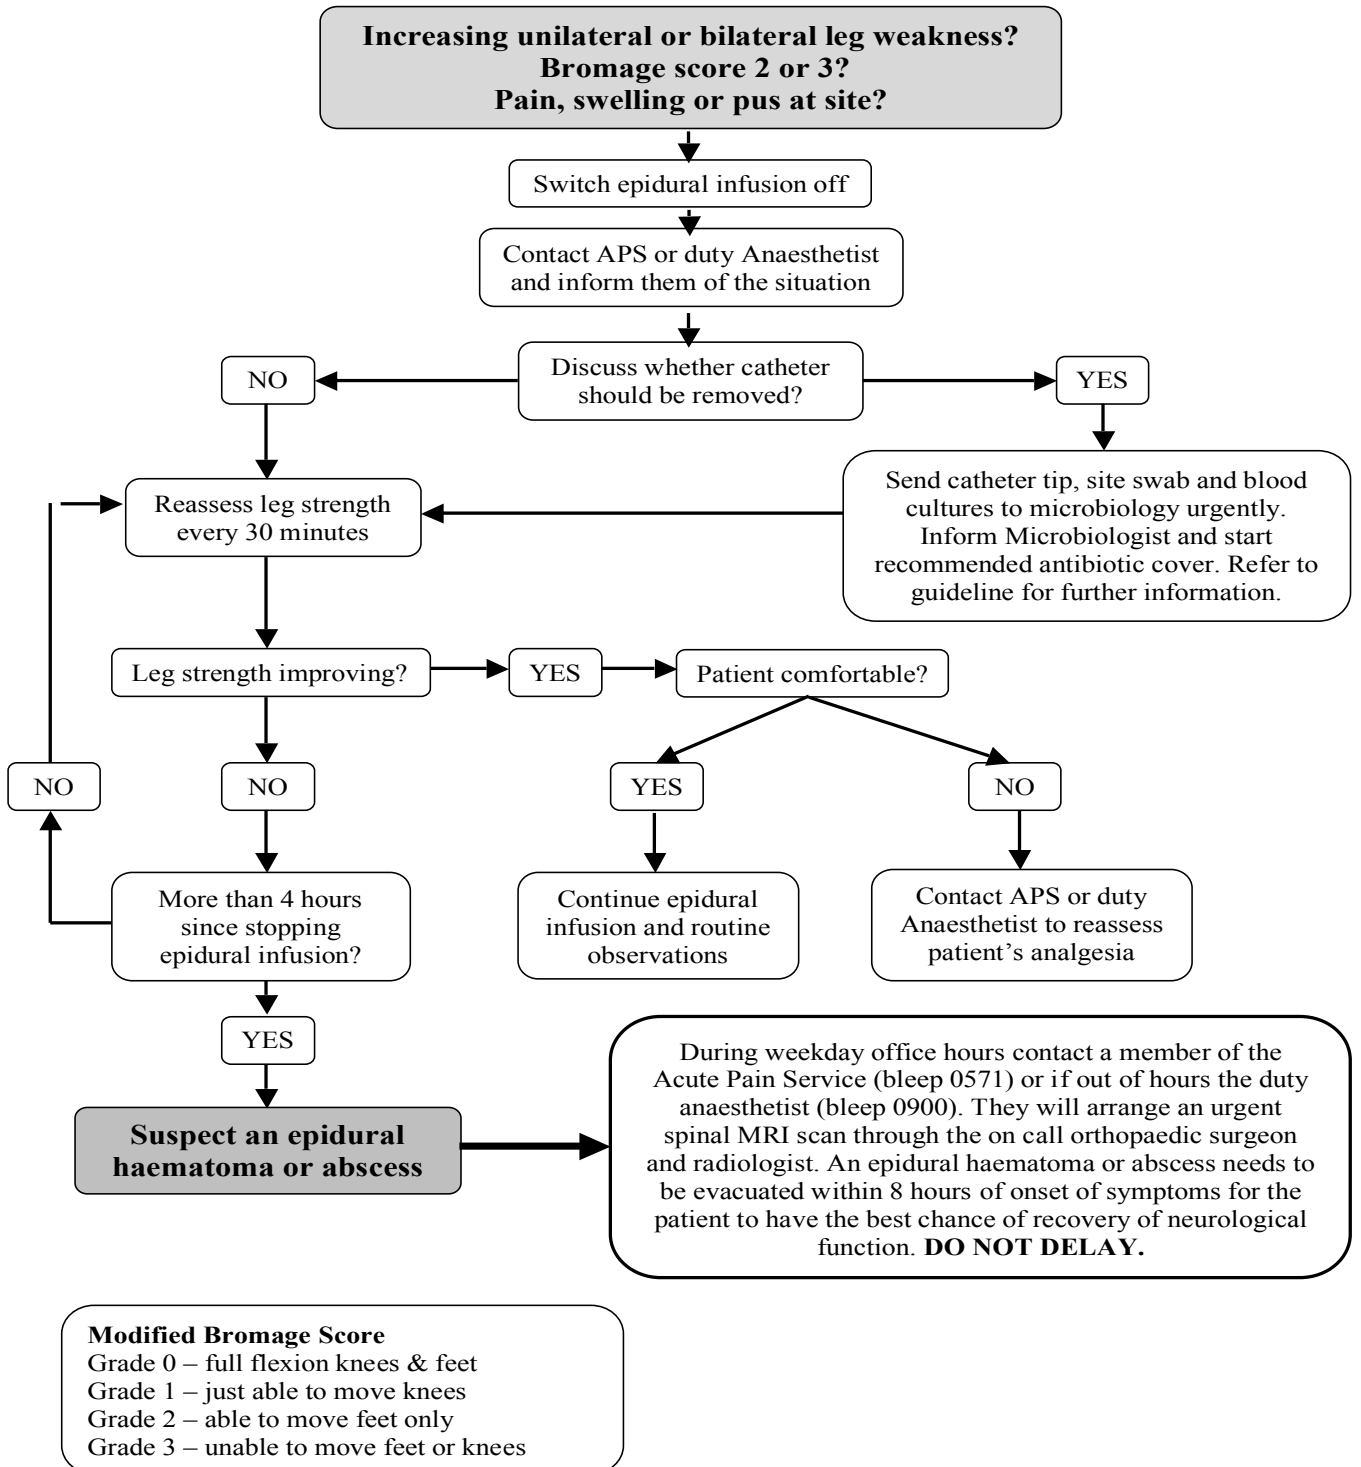 Increasing unilateral or bilateral leg weakness?
Bromage score 2 or 3?
Pain, swelling or pus at site?
Switch epidural infusion off
Contact APS or duty Anaesthetist
and inform them of the situation
Discuss whether catheter
should be removed?
NO
YES
Send catheter tip, site swab and blood
cultures to microbiology urgently.
Inform Microbiologist and start
recommended antibiotic cover. Refer to
guideline for further information.
Reassess leg strength
every 30 minutes
Leg strength improving?
YES
Patient comfortable?
NO
NO
YES
NO
More than 4 hours
since stopping
epidural infusion?
Continue epidural
infusion and routine
observations
Contact APS or duty
Anaesthetist to reassess
patient’s analgesia
YES
Suspect an epidural
haematoma or abscess
During weekday office hours contact a member of the
Acute Pain Service (bleep 0571) or if out of hours the duty
anaesthetist (bleep 0900). They will arrange an urgent
spinal MRI scan through the on call orthopaedic surgeon
and radiologist. An epidural haematoma or abscess needs to
be evacuated within 8 hours of onset of symptoms for the
patient to have the best chance of recovery of neurological
function. DO NOT DELAY.
Modified Bromage Score
Grade 0 – full flexion knees & feet
Grade 1 – just able to move knees
Grade 2 – able to move feet only
Grade 3 – unable to move feet or knees